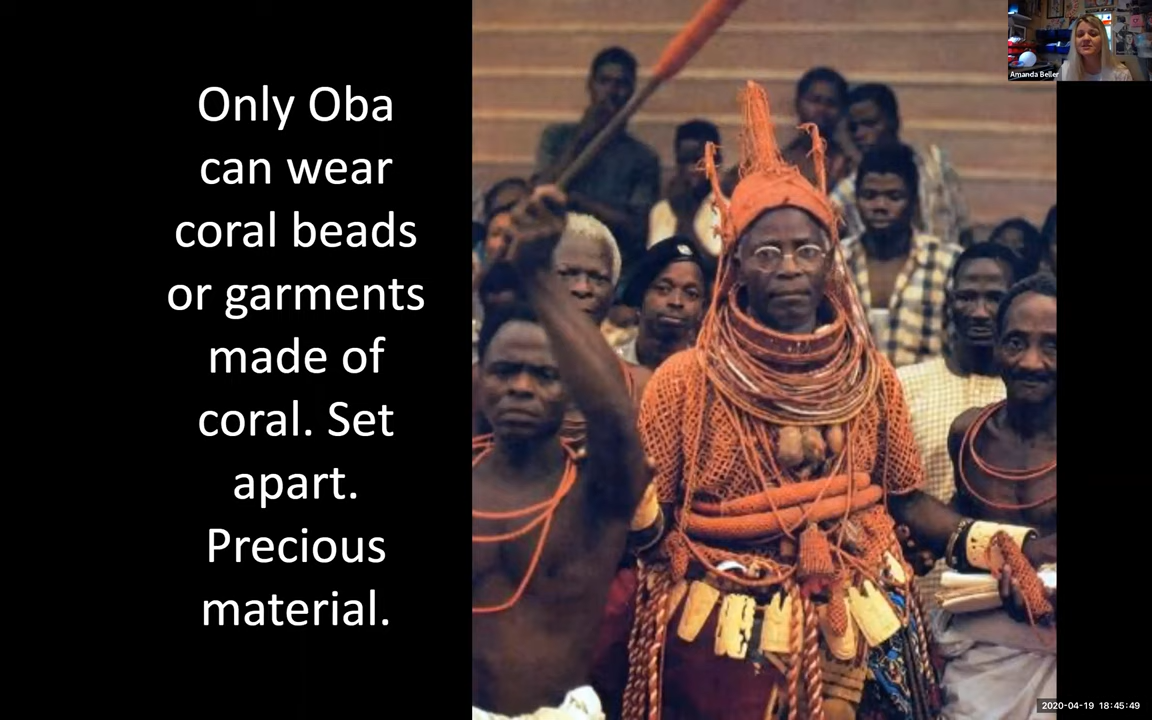 Only Oba
can wear
coral beads
or garments
made of
coral. Set
apart.
Precious
material.
Amanda Beller
2020-04-19 18:45:49